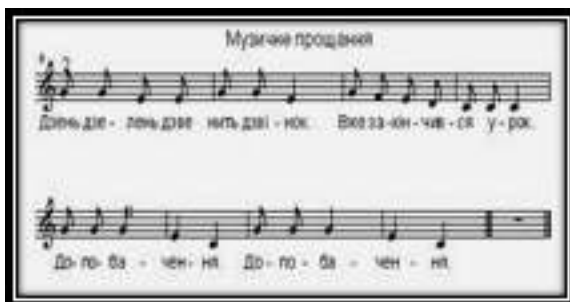 Музичне прощання
Дзень дзе - лень дзве нить дзві - нок. Вже за-кін - чив - ся у - рок.
До- по- ба - чен - ня. До - по - ба - чен - ня.